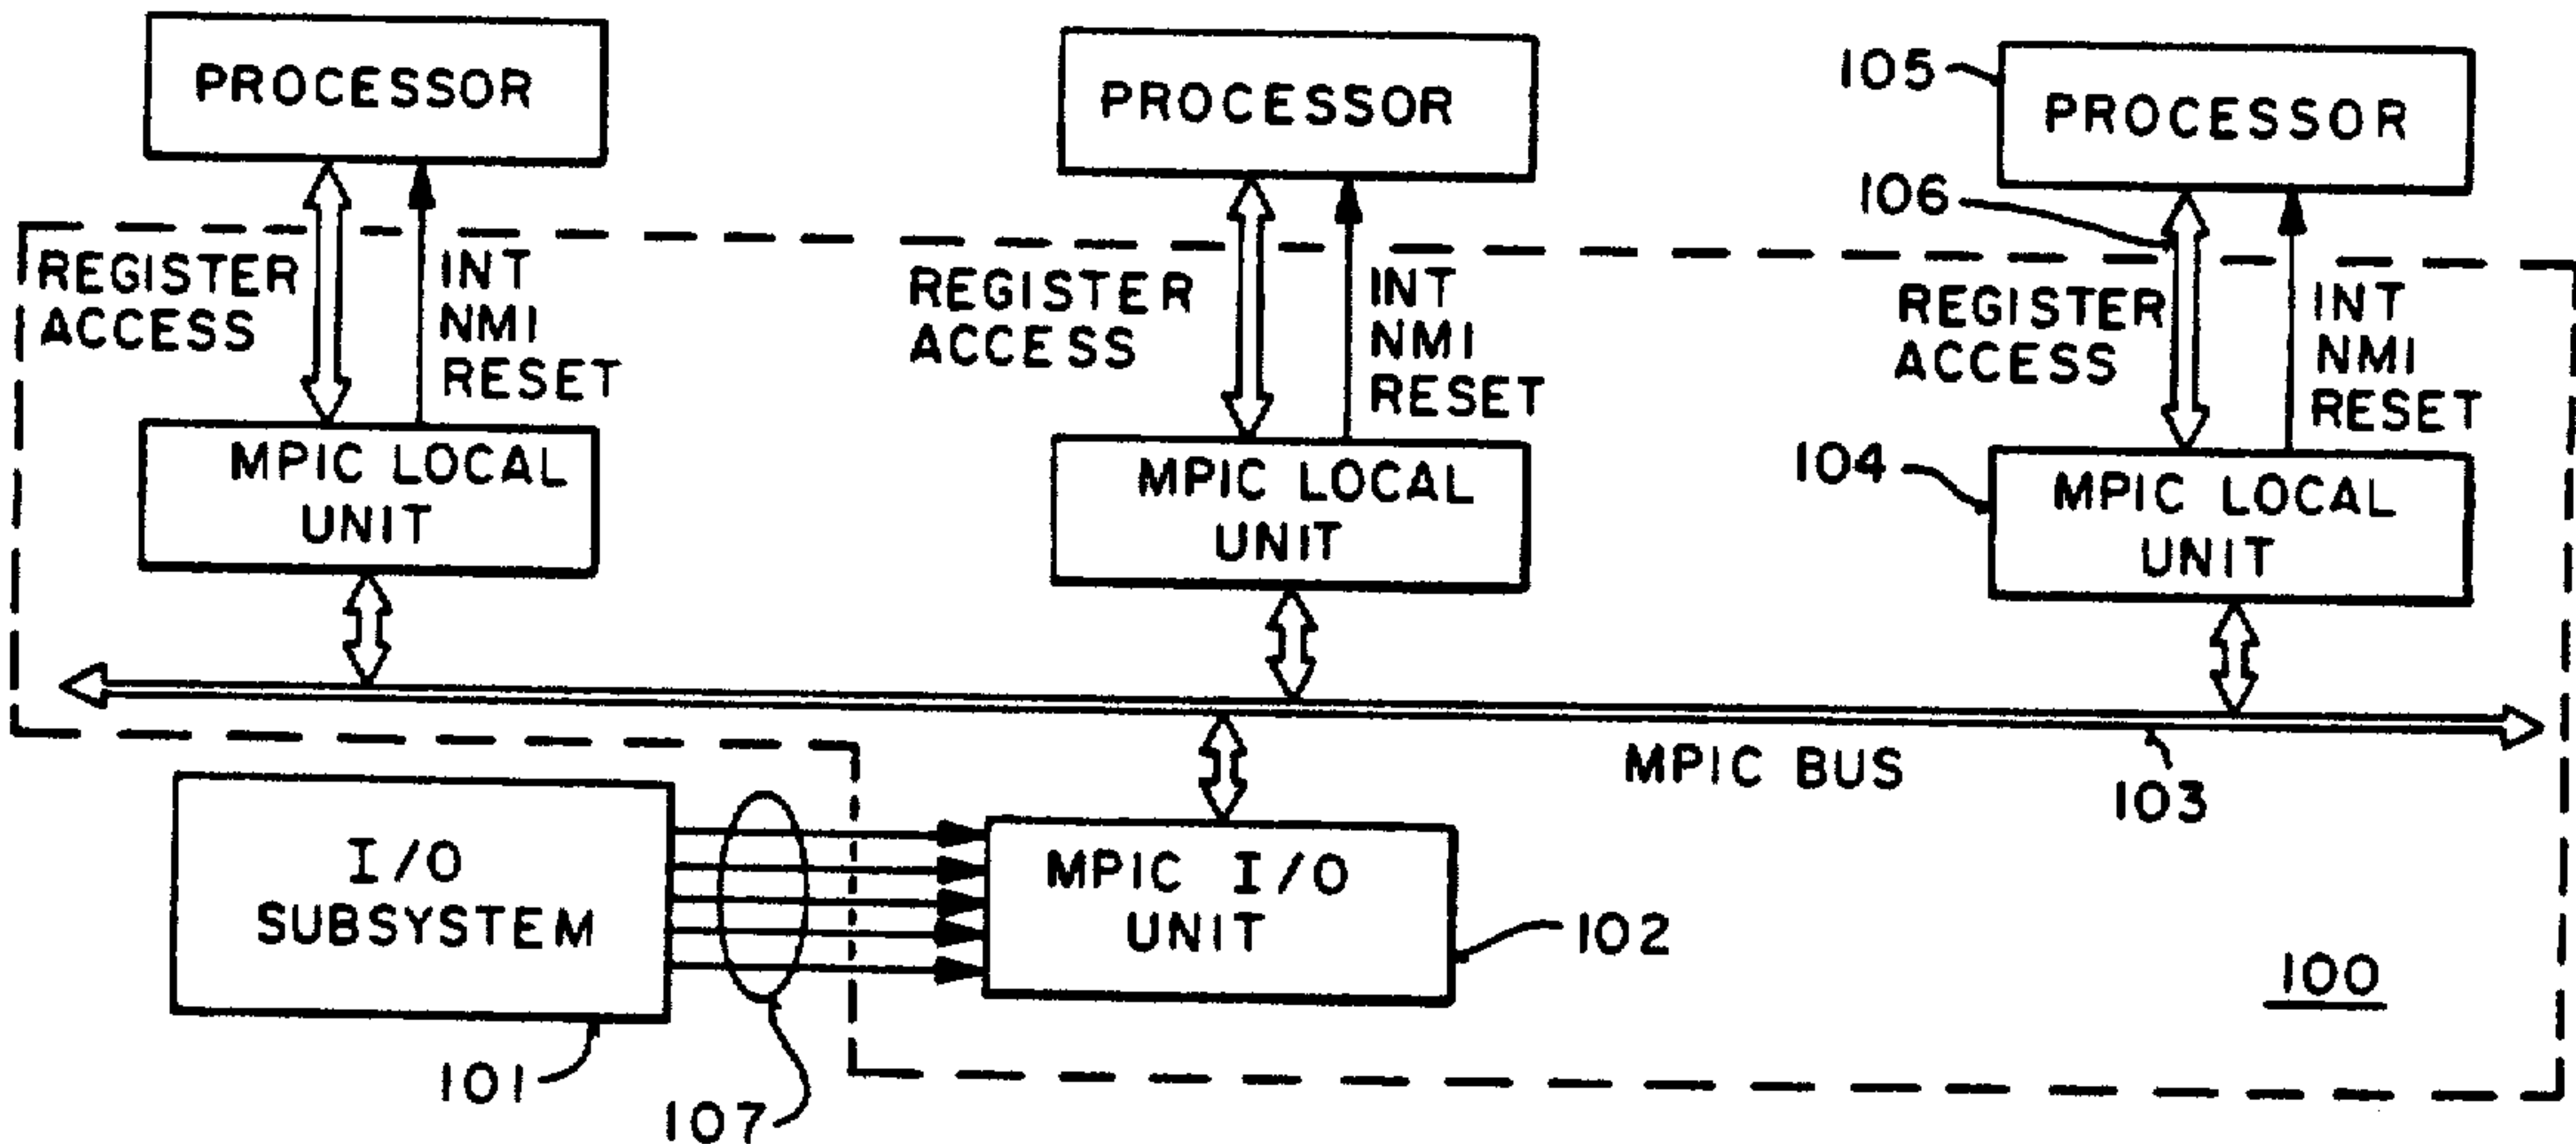 PROCESSOR
PROCESSOR
105
PROCESSOR
106
REGISTER
ACCESS
INT
NMI
RESET
REGISTER
ACCESS
INT
NMI
RESET
REGISTER
ACCESS
INT
NMI
RESET
MPIC LOCAL
UNIT
MPIC LOCAL
UNIT
104
MPIC LOCAL
UNIT
MPIC BUS
103
I/O
SUBSYSTEM
MPIC I/O
UNIT
102
100
101
107